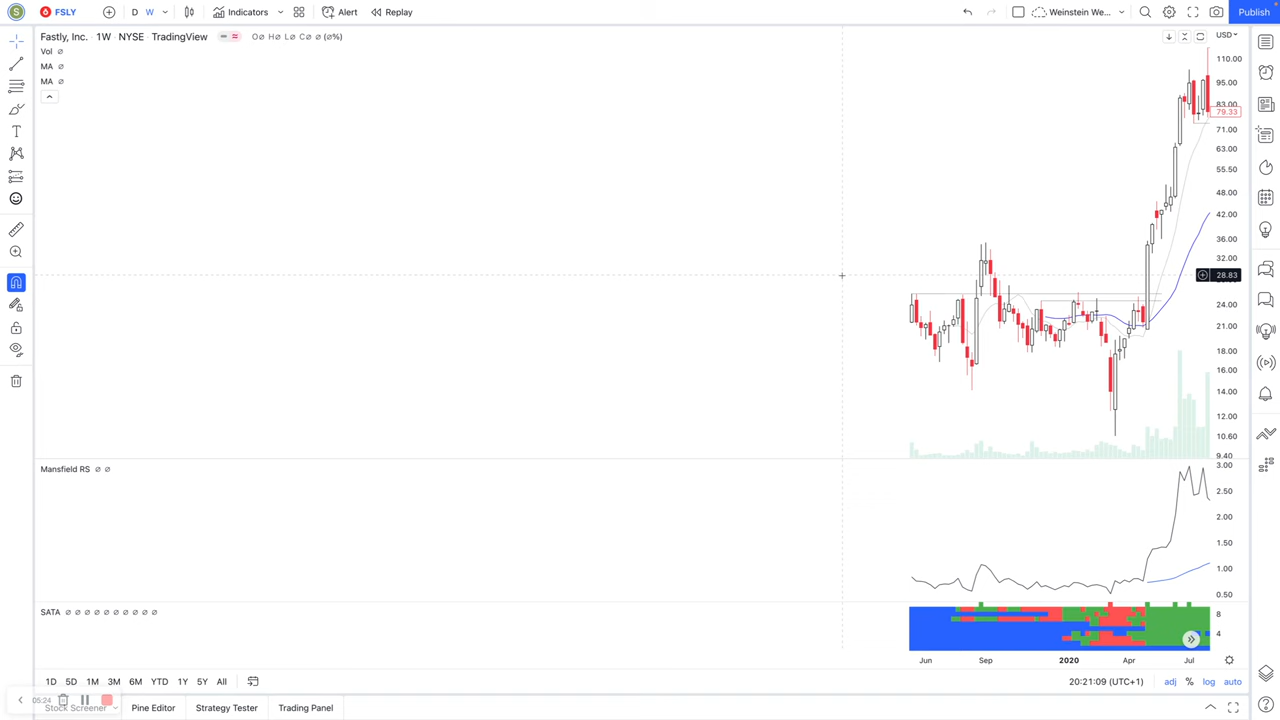 S FSLY D W Indicators Alert Replay Weinstein We... Publish
Fastly, Inc. · 1W · NYSE · TradingView O∅ H∅ L∅ C∅ ∅ (∅%) USD
Vol ∅
MA ∅
MA ∅
110.00
95.00
83.00
79.33
71.00
63.00
55.50
48.00
42.00
36.00
32.00
28.83
24.00
21.00
18.00
16.00
14.00
12.00
10.60
9.40
Mansfield RS ∅ ∅
3.00
2.50
2.00
1.50
1.00
0.50
SATA ∅ ∅ ∅ ∅ ∅ ∅ ∅ ∅ ∅ ∅
8
4
Jun Sep 2020 Apr Jul
1D 5D 1M 3M 6M YTD 1Y 5Y All 20:21:09 (UTC+1) adj % log auto
05:24
Stock Screener Pine Editor Strategy Tester Trading Panel